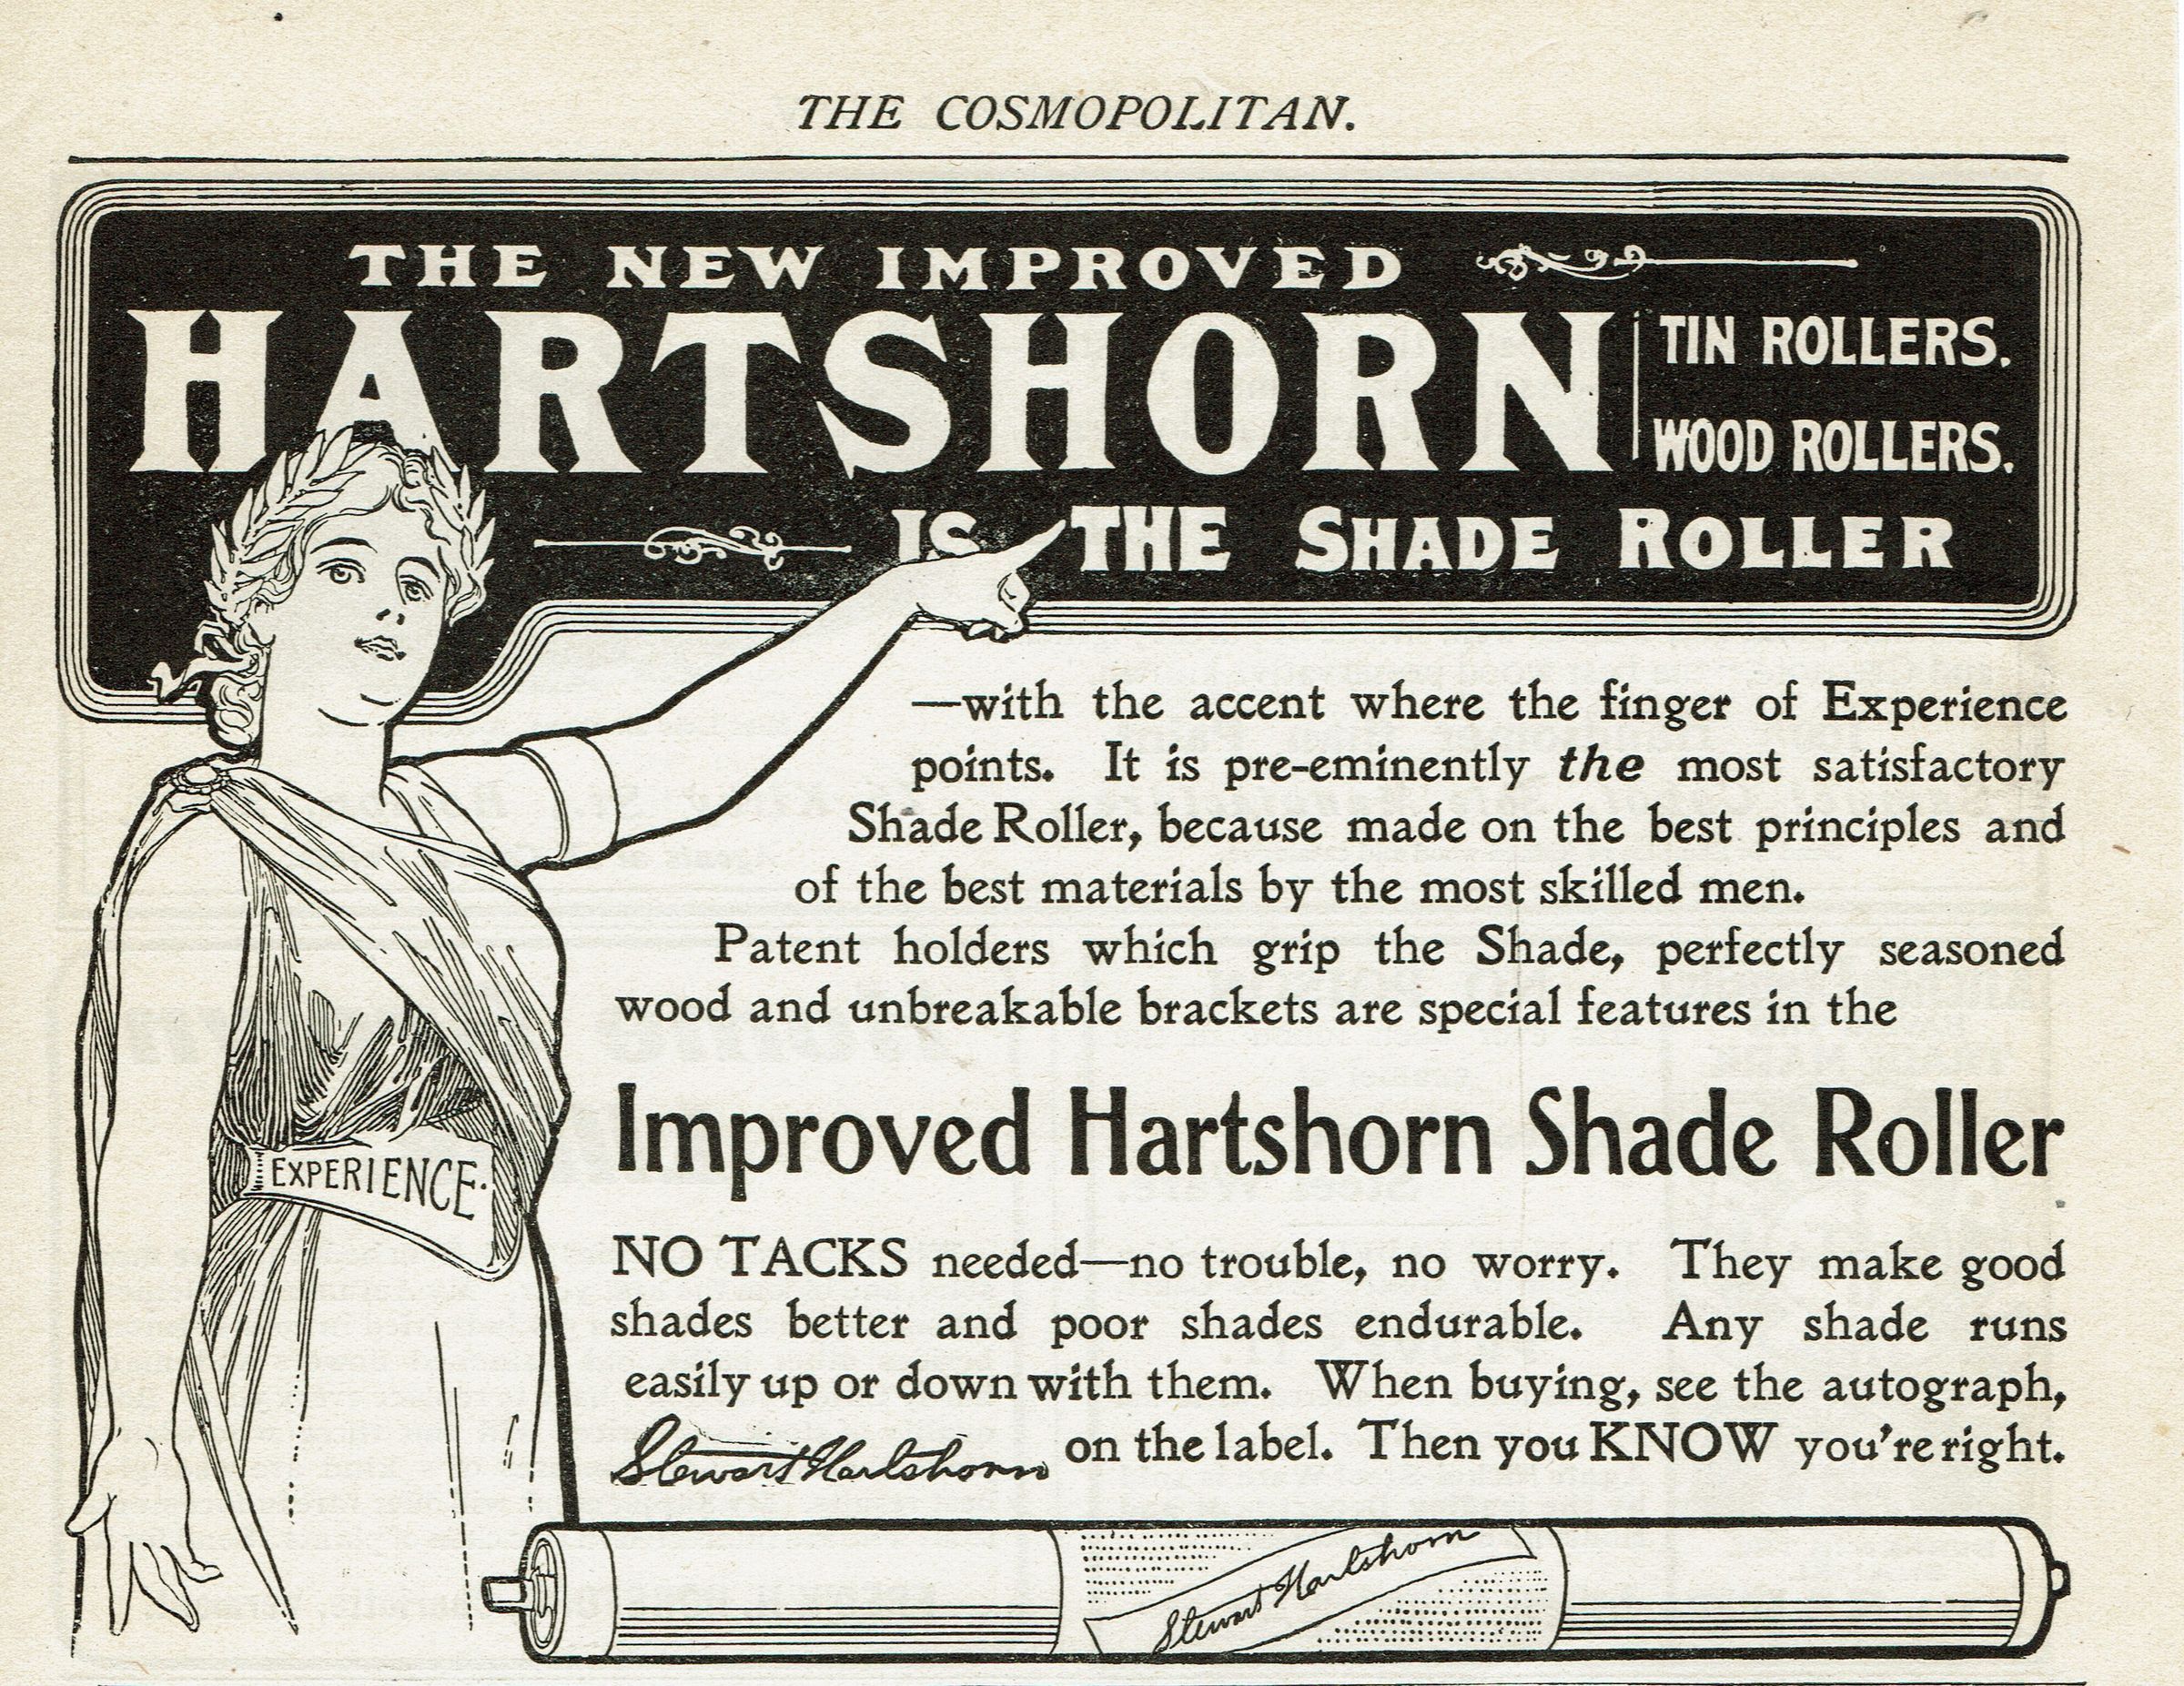 THE COSMOPOLITAN.
THE NEW IMPROVED
HARTSHORN
TIN ROLLERS.
WOOD ROLLERS.
IS THE SHADE ROLLER
—with the accent where the finger of Experience
points. It is pre-eminently the most satisfactory
Shade Roller, because made on the best principles and
of the best materials by the most skilled men.
Patent holders which grip the Shade, perfectly seasoned
wood and unbreakable brackets are special features in the
Improved Hartshorn Shade Roller
EXPERIENCE.
NO TACKS needed—no trouble, no worry. They make good
shades better and poor shades endurable. Any shade runs
easily up or down with them. When buying, see the autograph,
Stewart Hartshorn on the label. Then you KNOW you're right.
Stewart Hartshorn